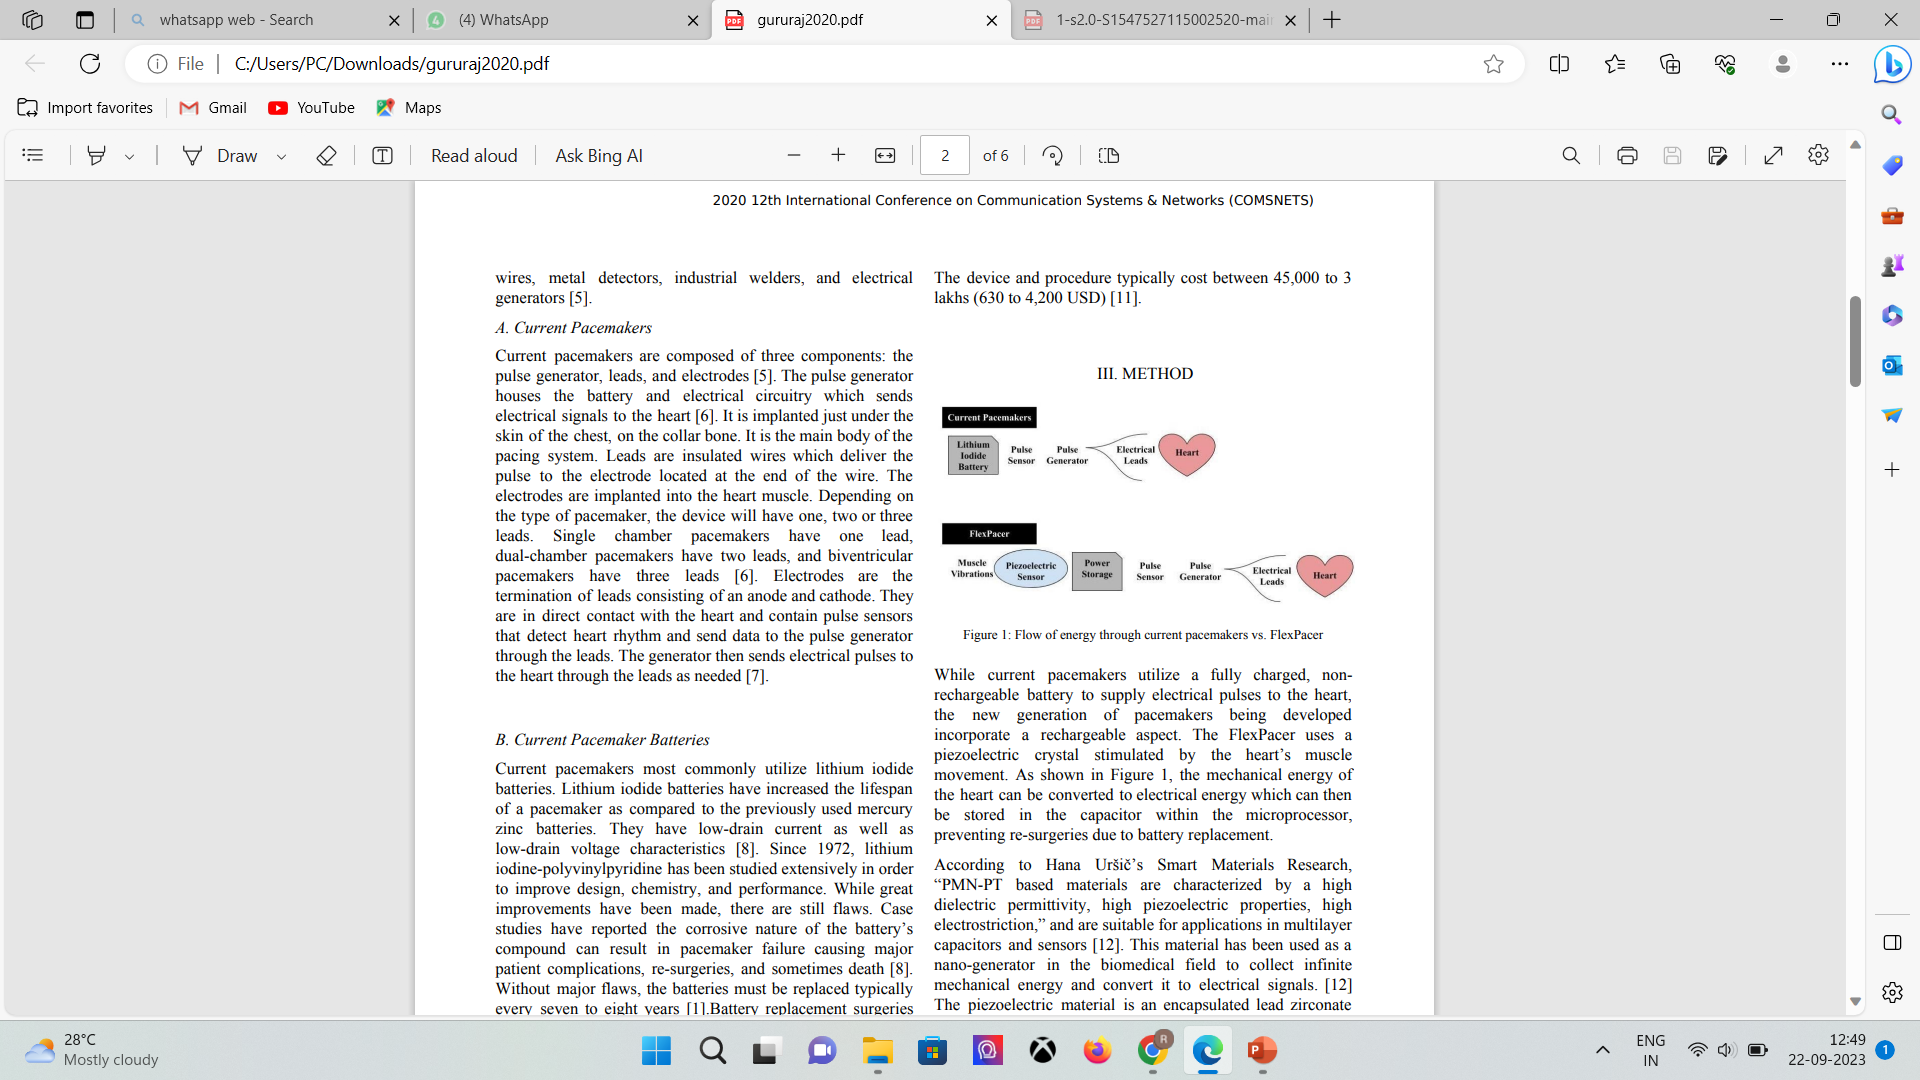 whatsapp web - Search
(4) WhatsApp
gururaj2020.pdf
1-s2.0-S1547527115002520-mai
File
C:/Users/PC/Downloads/gururaj2020.pdf
Import favorites
Gmail
YouTube
Maps
Draw
Read aloud
Ask Bing AI
2
of 6
2020 12th International Conference on Communication Systems & Networks (COMSNETS)
wires, metal detectors, industrial welders, and electrical
generators [5].
A. Current Pacemakers
Current pacemakers are composed of three components: the
pulse generator, leads, and electrodes [5]. The pulse generator
houses the battery and electrical circuitry which sends
electrical signals to the heart [6]. It is implanted just under the
skin of the chest, on the collar bone. It is the main body of the
pacing system. Leads are insulated wires which deliver the
pulse to the electrode located at the end of the wire. The
electrodes are implanted into the heart muscle. Depending on
the type of pacemaker, the device will have one, two or three
leads. Single chamber pacemakers have one lead,
dual-chamber pacemakers have two leads, and biventricular
pacemakers have three leads [6]. Electrodes are the
termination of leads consisting of an anode and cathode. They
are in direct contact with the heart and contain pulse sensors
that detect heart rhythm and send data to the pulse generator
through the leads. The generator then sends electrical pulses to
the heart through the leads as needed [7].
B. Current Pacemaker Batteries
Current pacemakers most commonly utilize lithium iodide
batteries. Lithium iodide batteries have increased the lifespan
of a pacemaker as compared to the previously used mercury
zinc batteries. They have low-drain current as well as
low-drain voltage characteristics [8]. Since 1972, lithium
iodine-polyvinylpyridine has been studied extensively in order
to improve design, chemistry, and performance. While great
improvements have been made, there are still flaws. Case
studies have reported the corrosive nature of the battery's
compound can result in pacemaker failure causing major
patient complications, re-surgeries, and sometimes death [8].
Without major flaws, the batteries must be replaced typically
every seven to eight years [1].Battery replacement surgeries
The device and procedure typically cost between 45,000 to 3
lakhs (630 to 4,200 USD) [11].
III. METHOD
Current Pacemakers
Lithium
Iodide
Battery
Pulse
Sensor
Pulse
Generator
Electrical
Leads
Heart
FlexPacer
Muscle
Vibrations
Piezoelectric
Sensor
Power
Storage
Pulse
Sensor
Pulse
Generator
Electrical
Leads
Heart
Figure 1: Flow of energy through current pacemakers vs. FlexPacer
While current pacemakers utilize a fully charged, non-
rechargeable battery to supply electrical pulses to the heart,
the new generation of pacemakers being developed
incorporate a rechargeable aspect. The FlexPacer uses a
piezoelectric crystal stimulated by the heart's muscle
movement. As shown in Figure 1, the mechanical energy of
the heart can be converted to electrical energy which can then
be stored in the capacitor within the microprocessor,
preventing re-surgeries due to battery replacement.
According to Hana Uršič's Smart Materials Research,
“PMN-PT based materials are characterized by a high
dielectric permittivity, high piezoelectric properties, high
electrostriction,” and are suitable for applications in multilayer
capacitors and sensors [12]. This material has been used as a
nano-generator in the biomedical field to collect infinite
mechanical energy and convert it to electrical signals. [12]
The piezoelectric material is an encapsulated lead zirconate
28°C
Mostly cloudy
ENG
IN
12:49
22-09-2023
1